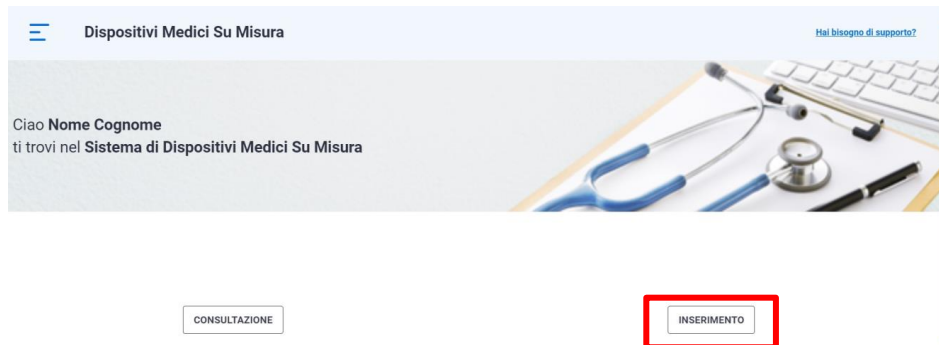 Dispositivi Medici Su Misura
Hai bisogno di supporto?
Ciao Nome Cognome
ti trovi nel Sistema di Dispositivi Medici Su Misura
CONSULTAZIONE
INSERIMENTO